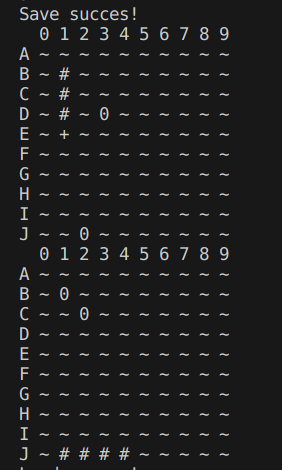 Save succes!
  0 1 2 3 4 5 6 7 8 9
A ~ ~ ~ ~ ~ ~ ~ ~ ~ ~
B ~ # ~ ~ ~ ~ ~ ~ ~ ~
C ~ # ~ ~ ~ ~ ~ ~ ~ ~
D ~ # ~ 0 ~ ~ ~ ~ ~ ~
E ~ + ~ ~ ~ ~ ~ ~ ~ ~
F ~ ~ ~ ~ ~ ~ ~ ~ ~ ~
G ~ ~ ~ ~ ~ ~ ~ ~ ~ ~
H ~ ~ ~ ~ ~ ~ ~ ~ ~ ~
I ~ ~ ~ ~ ~ ~ ~ ~ ~ ~
J ~ ~ 0 ~ ~ ~ ~ ~ ~ ~
  0 1 2 3 4 5 6 7 8 9
A ~ ~ ~ ~ ~ ~ ~ ~ ~ ~
B ~ 0 ~ ~ ~ ~ ~ ~ ~ ~
C ~ ~ 0 ~ ~ ~ ~ ~ ~ ~
D ~ ~ ~ ~ ~ ~ ~ ~ ~ ~
E ~ ~ ~ ~ ~ ~ ~ ~ ~ ~
F ~ ~ ~ ~ ~ ~ ~ ~ ~ ~
G ~ ~ ~ ~ ~ ~ ~ ~ ~ ~
H ~ ~ ~ ~ ~ ~ ~ ~ ~ ~
I ~ ~ ~ ~ ~ ~ ~ ~ ~ ~
J ~ # # # # ~ ~ ~ ~ ~